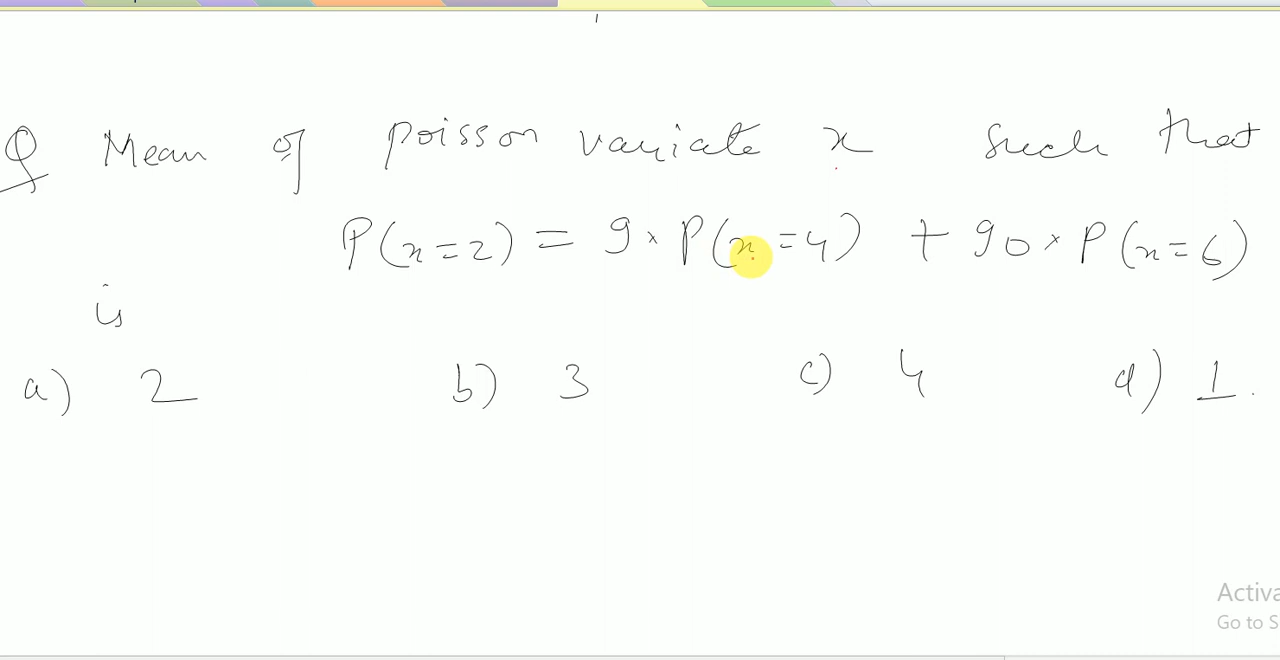 Q Mean of poisson variate x such that
P(x=2) = 9 × P(x=4) + 90 × P(x=6)
is
a) 2 b) 3 c) 4 d) 1.
Activa
Go to S